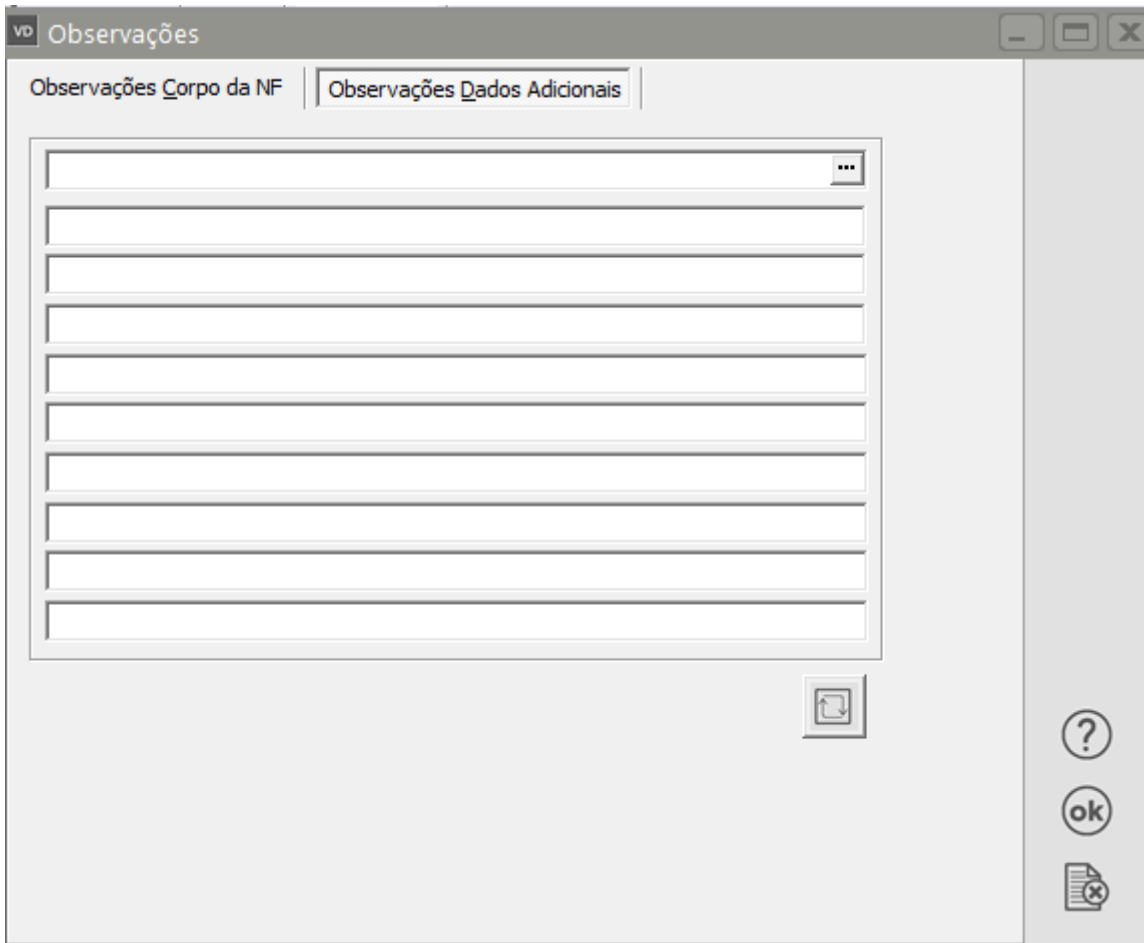 VD Observações
Observações Corpo da NF Observações Dados Adicionais
...
?
ok